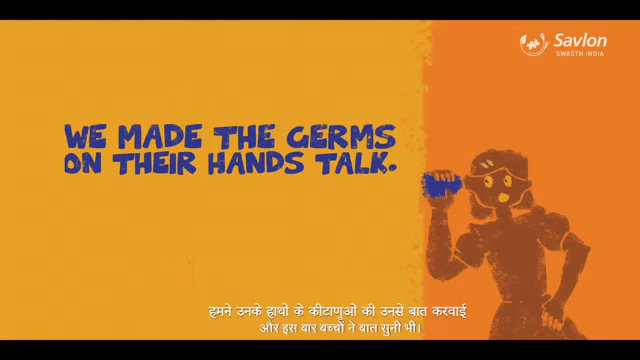 Savlon
SWASTH INDIA
WE MADE THE GERMS
ON THEIR HANDS TALK.
हमने उनके हाथों के कीटाणुओं की उनसे बात करवाई
और इस बार बच्चों ने बात सुनी भी।